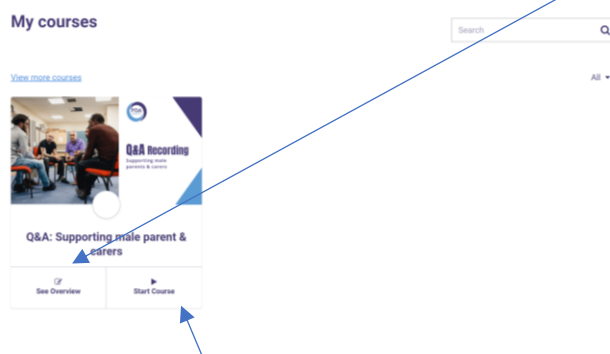 My courses
Search
View more courses
All
Q&A Recording
Supporting male
parents & carers
Q&A: Supporting male parent &
carers
See Overview
Start Course